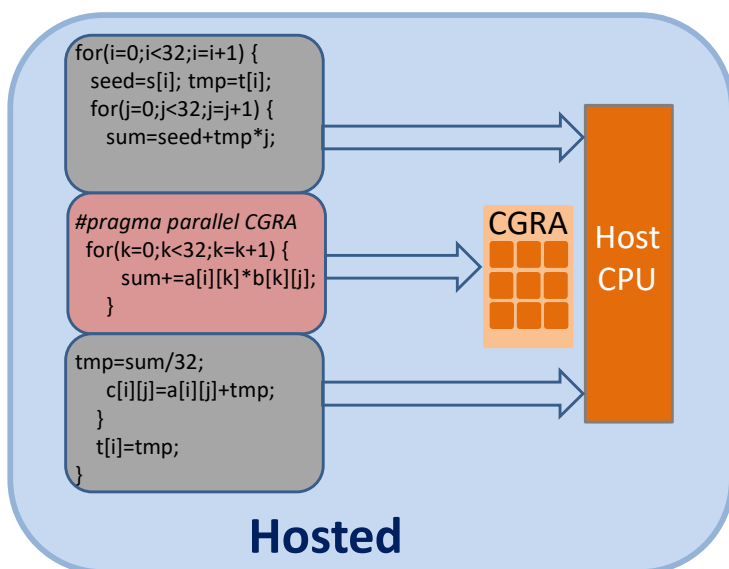 for(i=0;i<32;i=i+1) {
seed=s[i]; tmp=t[i];
for(j=0;j<32;j=j+1) {
sum=seed+tmp*j;
#pragma parallel CGRA
for(k=0;k<32;k=k+1) {
sum+=a[i][k]*b[k][j];
}
tmp=sum/32;
c[i][j]=a[i][j]+tmp;
}
t[i]=tmp;
}
CGRA
Host
CPU
Hosted